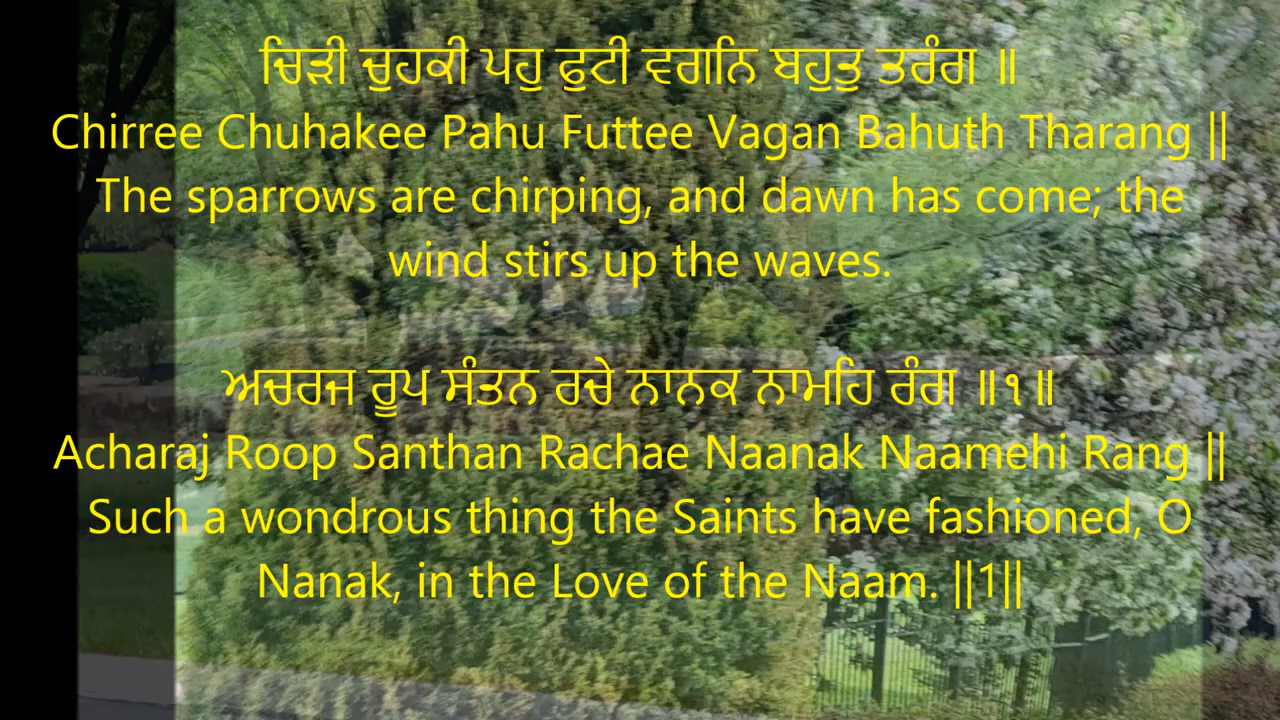 ਚਿੜੀ ਚੁਹਕੀ ਪਹੁ ਫੁਟੀ ਵਗਨਿ ਬਹੁਤੁ ਤਰੰਗ ॥
Chirree Chuhakee Pahu Futtee Vagan Bahuth Tharang ||
The sparrows are chirping, and dawn has come; the
wind stirs up the waves.
ਅਚਰਜ ਰੂਪ ਸੰਤਨ ਰਚੇ ਨਾਨਕ ਨਾਮਹਿ ਰੰਗ ॥੧॥
Acharaj Roop Santhan Rachae Naanak Naamehi Rang ||
Such a wondrous thing the Saints have fashioned, O
Nanak, in the Love of the Naam. ||1||